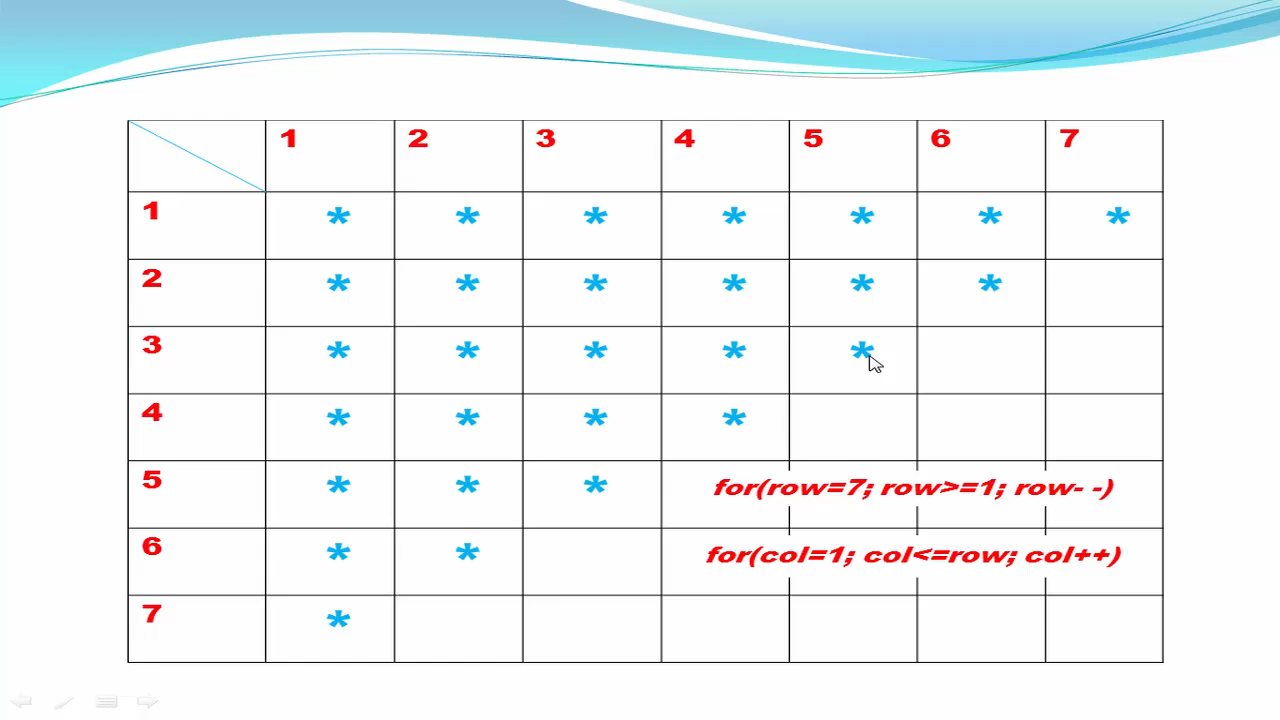 1 2 3 4 5 6 7
1 * * * * * * *
2 * * * * * *
3 * * * * *
4 * * * *
5 * * * for(row=7; row>=1; row- -)
6 * * for(col=1; col<=row; col++)
7 *